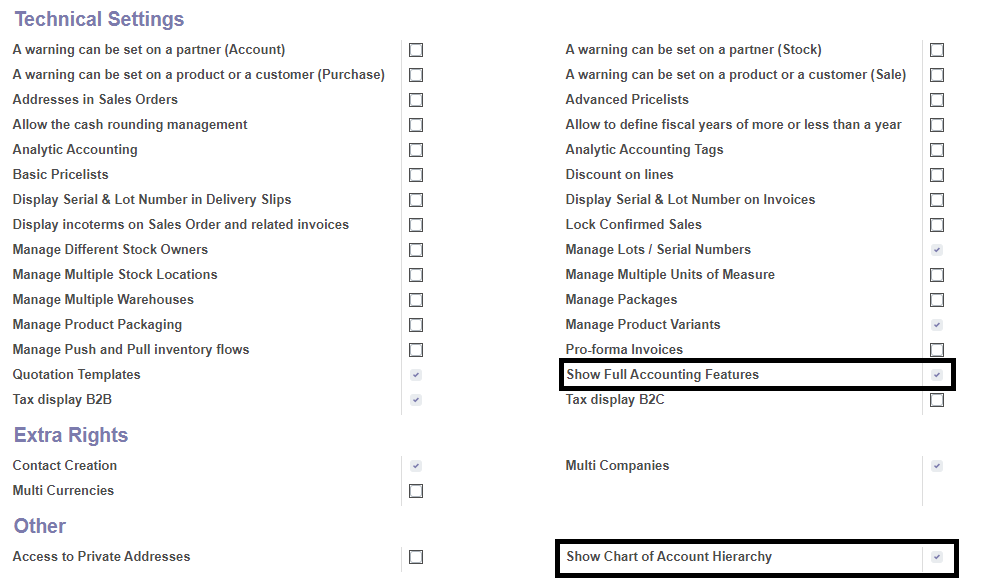 Technical Settings
A warning can be set on a partner (Account)
A warning can be set on a partner (Stock)
A warning can be set on a product or a customer (Purchase)
A warning can be set on a product or a customer (Sale)
Addresses in Sales Orders
Advanced Pricelists
Allow the cash rounding management
Allow to define fiscal years of more or less than a year
Analytic Accounting
Analytic Accounting Tags
Basic Pricelists
Discount on lines
Display Serial & Lot Number in Delivery Slips
Display Serial & Lot Number on Invoices
Display incoterms on Sales Order and related invoices
Lock Confirmed Sales
Manage Different Stock Owners
Manage Lots / Serial Numbers
Manage Multiple Stock Locations
Manage Multiple Units of Measure
Manage Multiple Warehouses
Manage Packages
Manage Product Packaging
Manage Product Variants
Manage Push and Pull inventory flows
Pro-forma Invoices
Quotation Templates
Show Full Accounting Features
Tax display B2B
Tax display B2C
Extra Rights
Contact Creation
Multi Companies
Multi Currencies
Other
Access to Private Addresses
Show Chart of Account Hierarchy